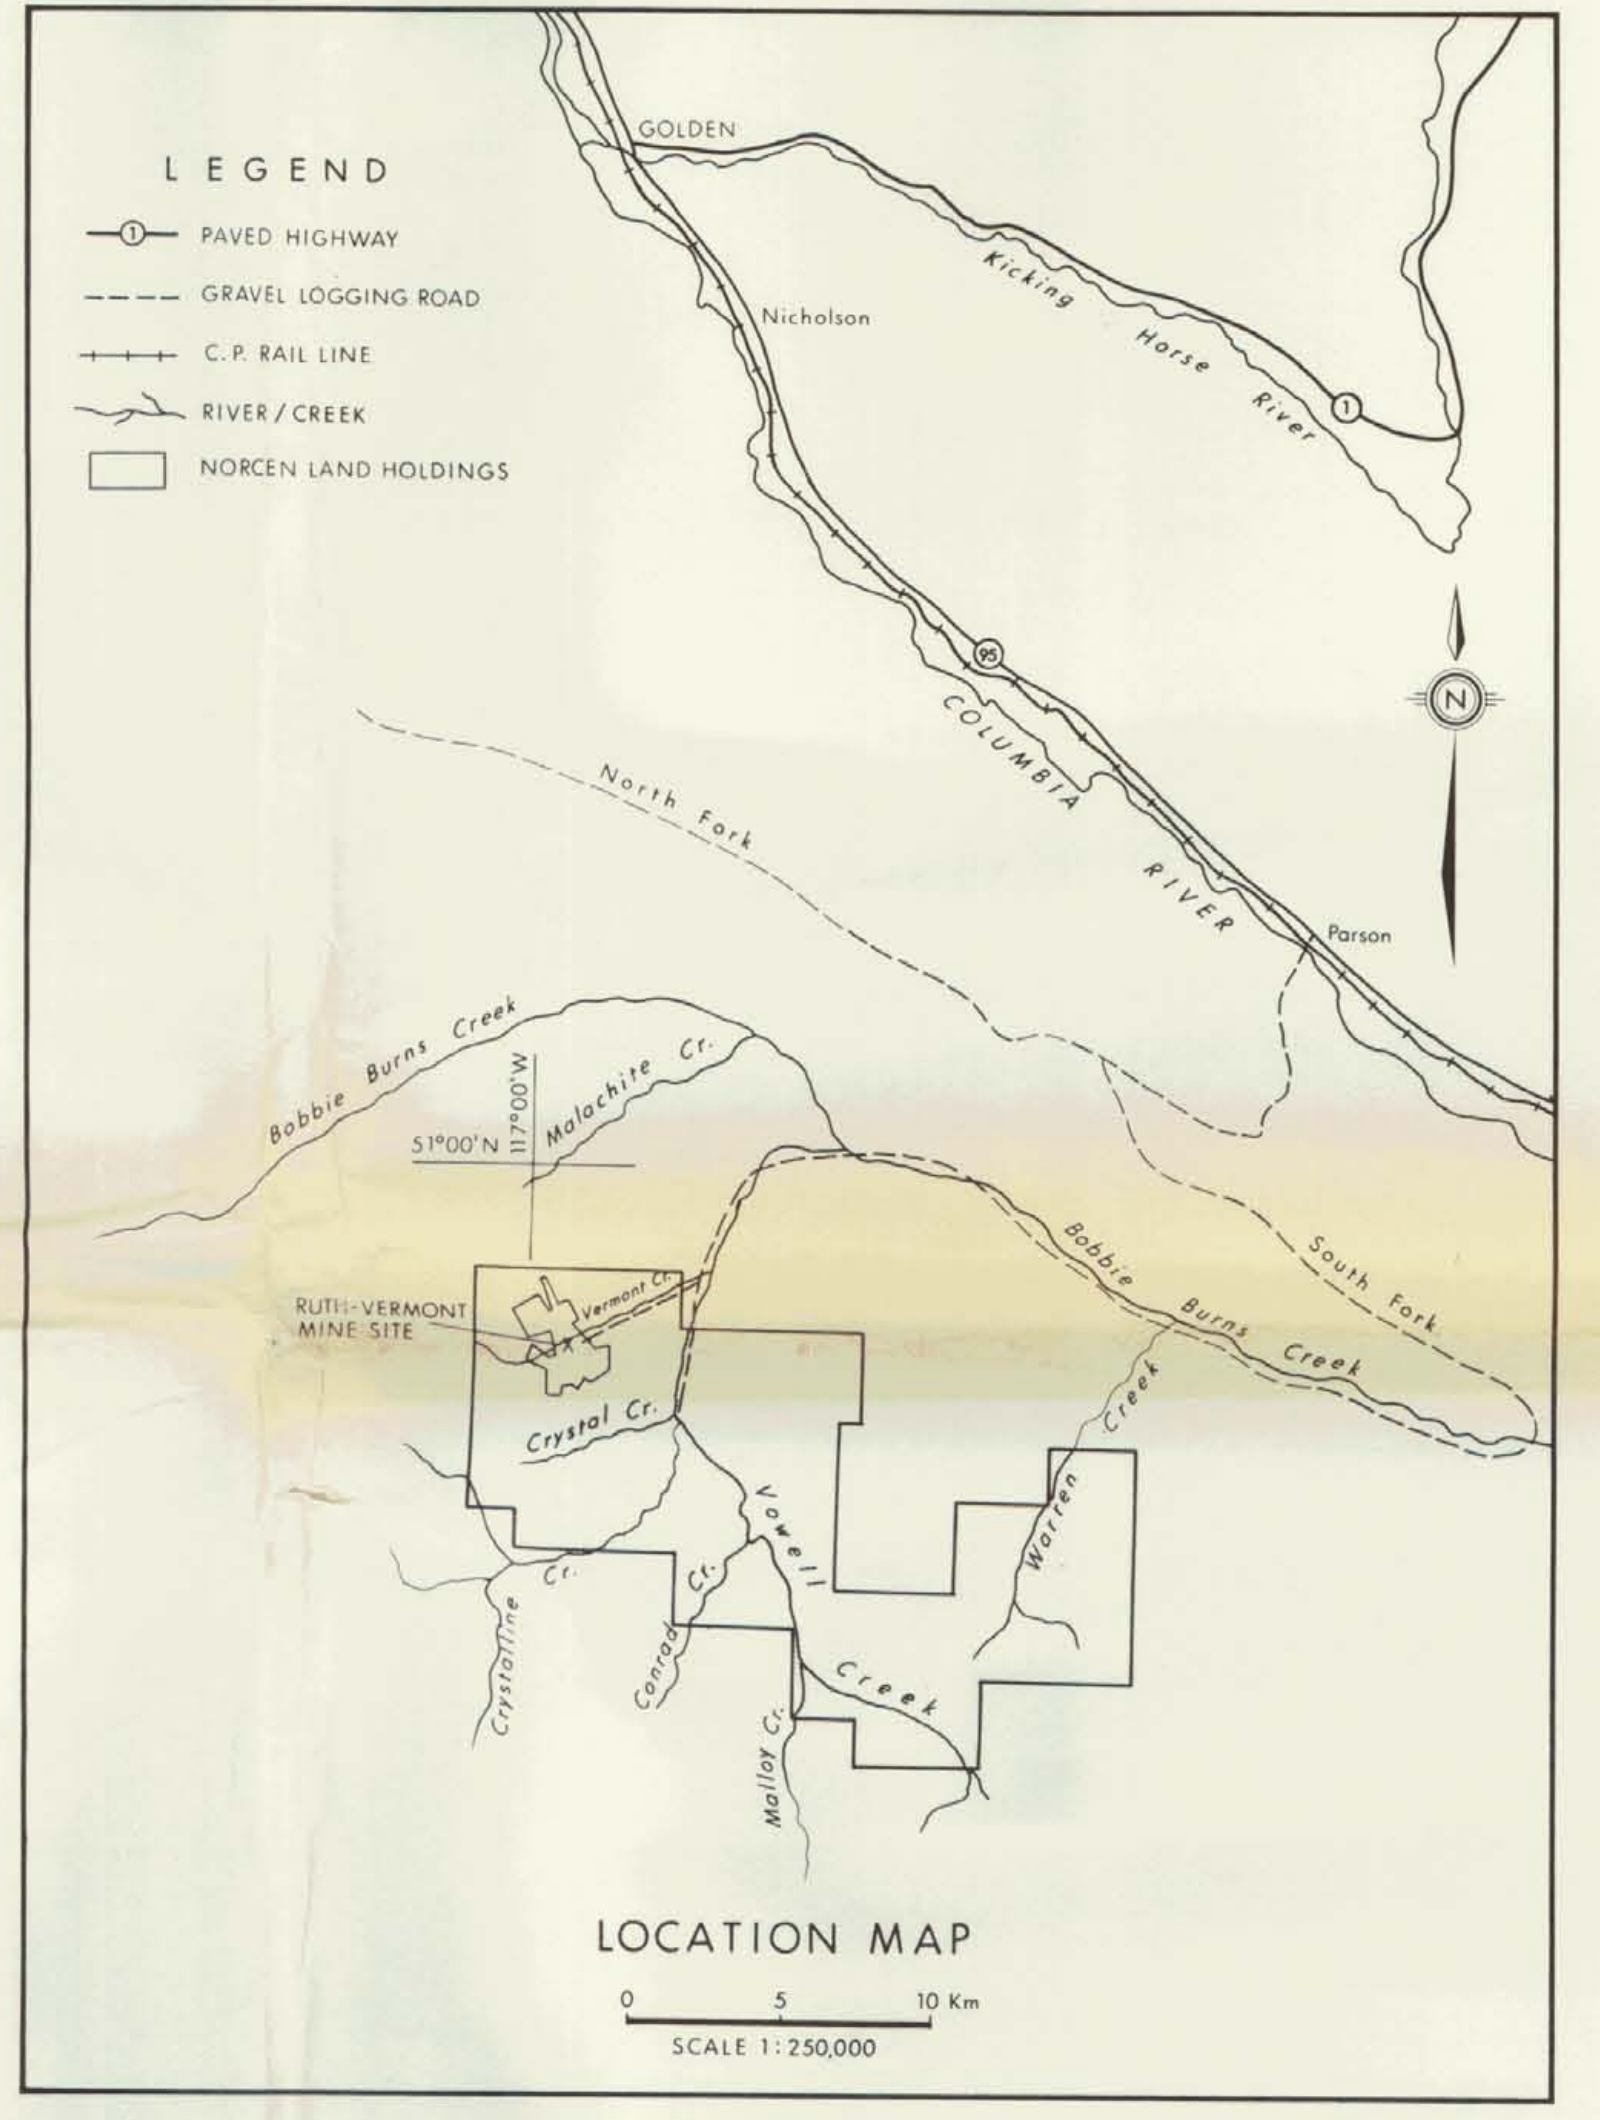 LEGEND
1 PAVED HIGHWAY
GRAVEL LOGGING ROAD
C.P. RAIL LINE
RIVER / CREEK
NORCEN LAND HOLDINGS
GOLDEN
Nicholson
Kicking Horse River
1
95
COLUMBIA RIVER
N
North Fork
Parson
Bobbie Burns Creek
Malachite Cr.
117°00'W
51°00'N
Bobbie Burns Creek
South Fork
RUTH-VERMONT
MINE SITE
Vermont Cr.
X
Crystal Cr.
Vowell Creek
Warren Creek
Crystalline Cr.
Conrad Cr.
Malloy Cr.
LOCATION MAP
0 5 10 Km
SCALE 1:250,000